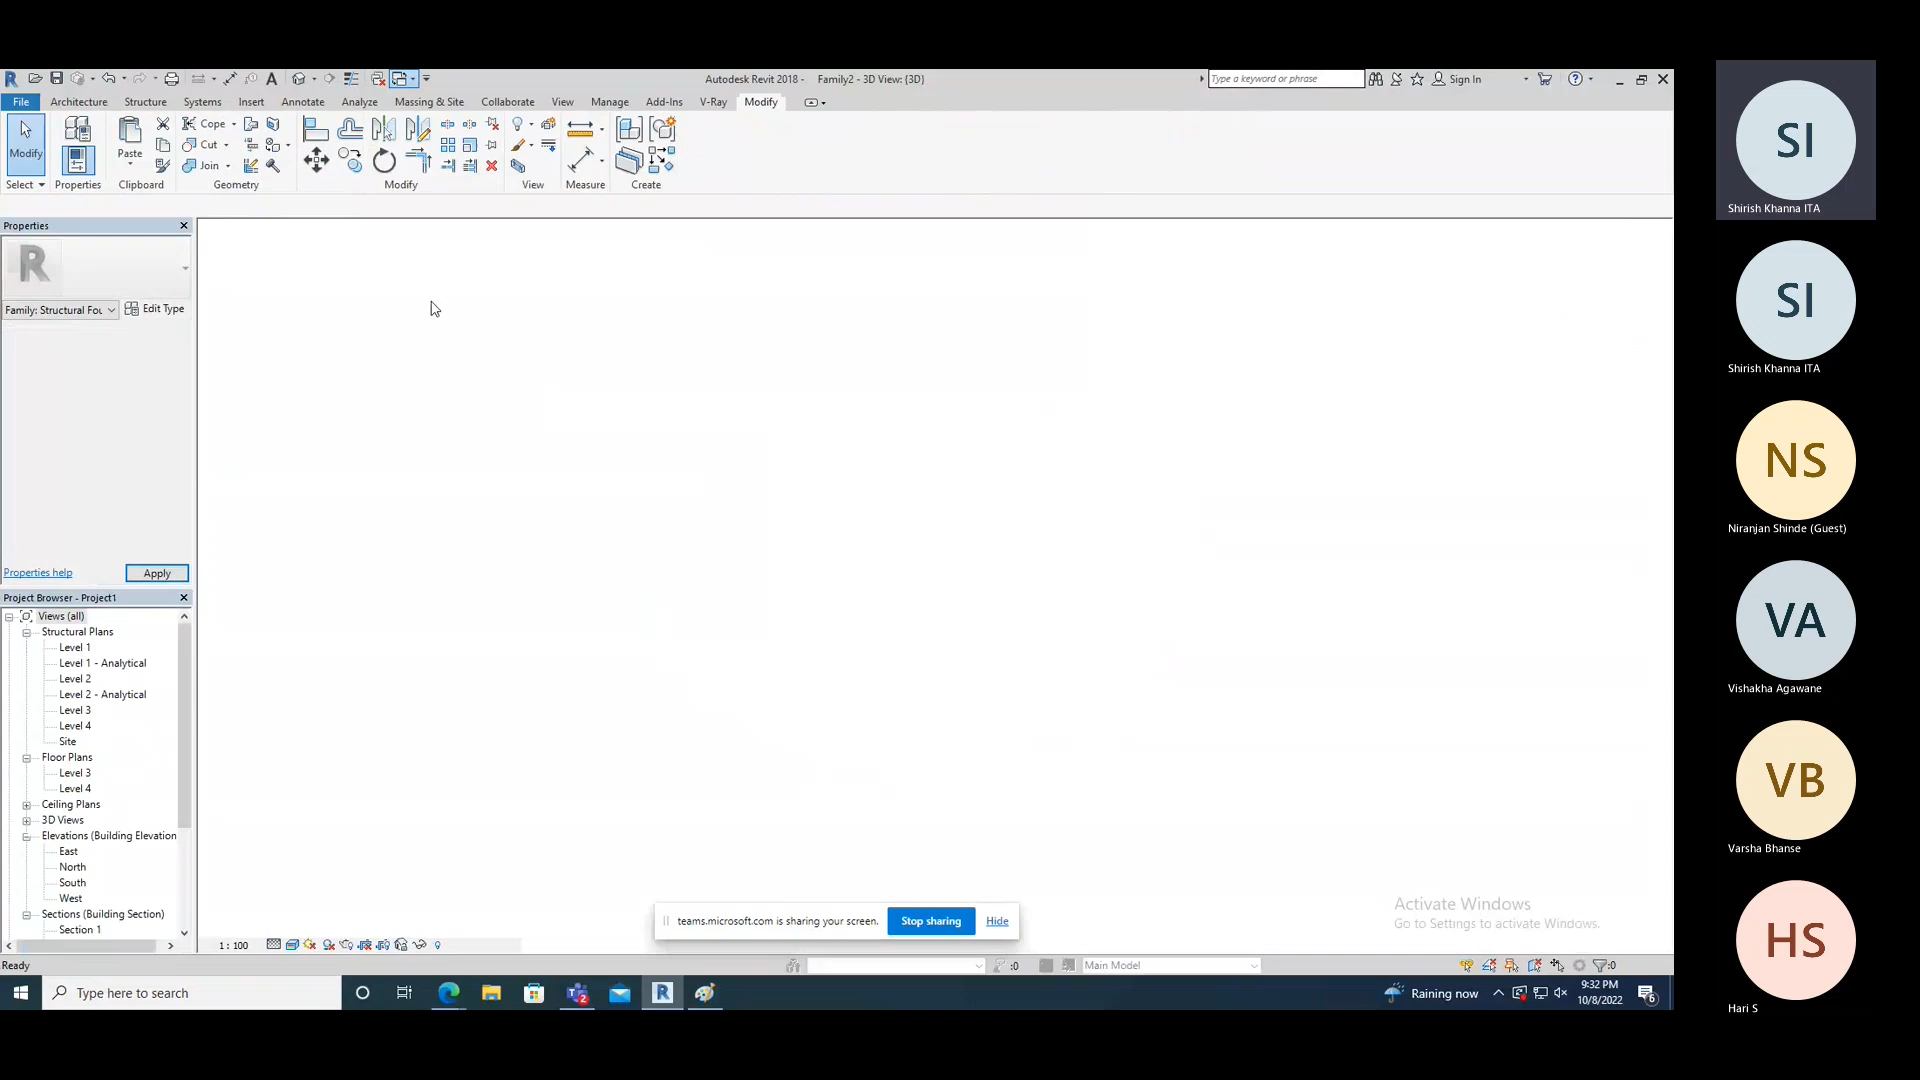 Autodesk Revit 2018 - Family2 - 3D View: {3D}
Type a keyword or phrase
Sign In
File Architecture Structure Systems Insert Annotate Analyze Massing & Site Collaborate View Manage Add-Ins V-Ray Modify
Modify
Paste
Cope
Cut
Join
Select Properties Clipboard Geometry Modify View Measure Create
Properties
Family: Structural Fou
Edit Type
Properties help
Apply
Project Browser - Project1
Views (all)
Structural Plans
Level 1
Level 1 - Analytical
Level 2
Level 2 - Analytical
Level 3
Level 4
Site
Floor Plans
Level 3
Level 4
Ceiling Plans
3D Views
Elevations (Building Elevation
East
North
South
West
Sections (Building Section)
Section 1
1 : 100
teams.microsoft.com is sharing your screen.
Stop sharing
Hide
Activate Windows
Go to Settings to activate Windows.
Ready
:0
Main Model
:0
Type here to search
2
Raining now
9:32 PM
10/8/2022
6
SI
Shirish Khanna ITA
SI
Shirish Khanna ITA
NS
Niranjan Shinde (Guest)
VA
Vishakha Agawane
VB
Varsha Bhanse
HS
Hari S